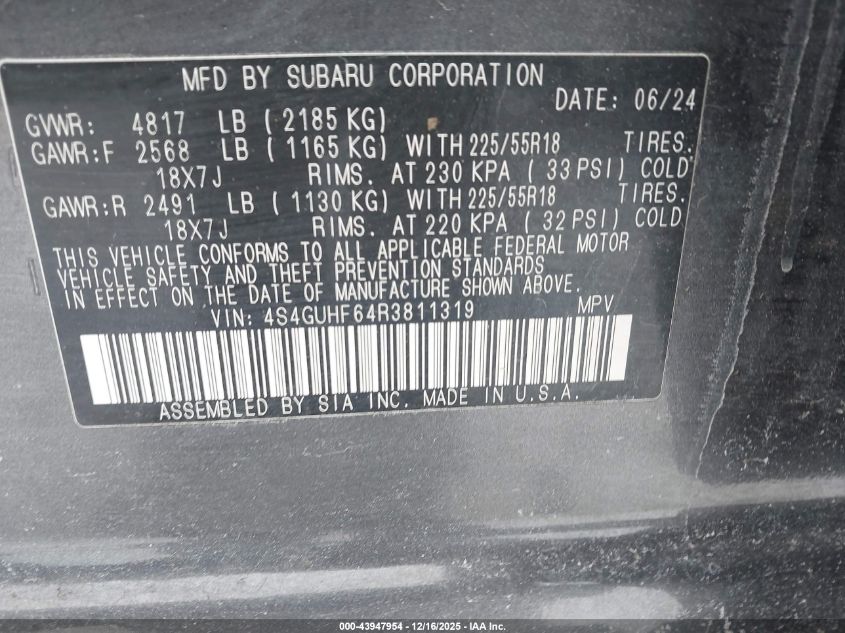 MFD BY SUBARU CORPORATION
DATE: 06/24
GVWR: 4817 LB (2185 KG)
GAWR:F 2568 LB (1165 KG) WITH 225/55R18 TIRES.
18X7J RIMS. AT 230 KPA (33 PSI) COLD
GAWR:R 2491 LB (1130 KG) WITH 225/55R18 TIRES.
18X7J RIMS. AT 220 KPA (32 PSI) COLD
THIS VEHICLE CONFORMS TO ALL APPLICABLE FEDERAL MOTOR
VEHICLE SAFETY AND THEFT PREVENTION STANDARDS
IN EFFECT ON THE DATE OF MANUFACTURE SHOWN ABOVE.
VIN: 4S4GUHF64R3811319 MPV
ASSEMBLED BY SIA INC. MADE IN U.S.A.
000-43947954 - 12/16/2025 - IAA Inc.